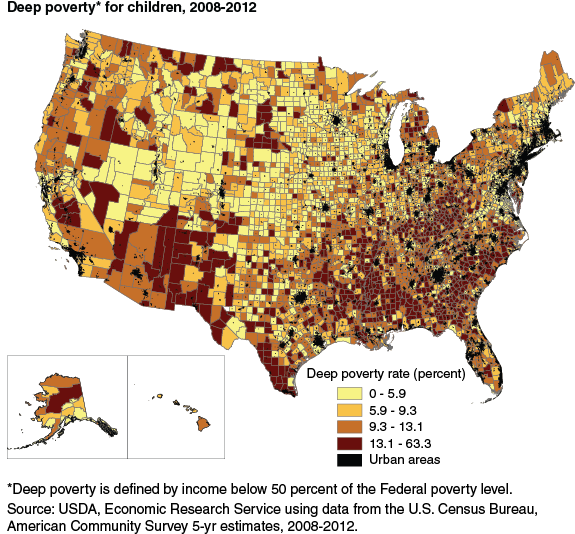 Deep poverty* for children, 2008-2012
Deep poverty rate (percent)
0 - 5.9
5.9 - 9.3
9.3 - 13.1
13.1 - 63.3
Urban areas
*Deep poverty is defined by income below 50 percent of the Federal poverty level.
Source: USDA, Economic Research Service using data from the U.S. Census Bureau,
American Community Survey 5-yr estimates, 2008-2012.